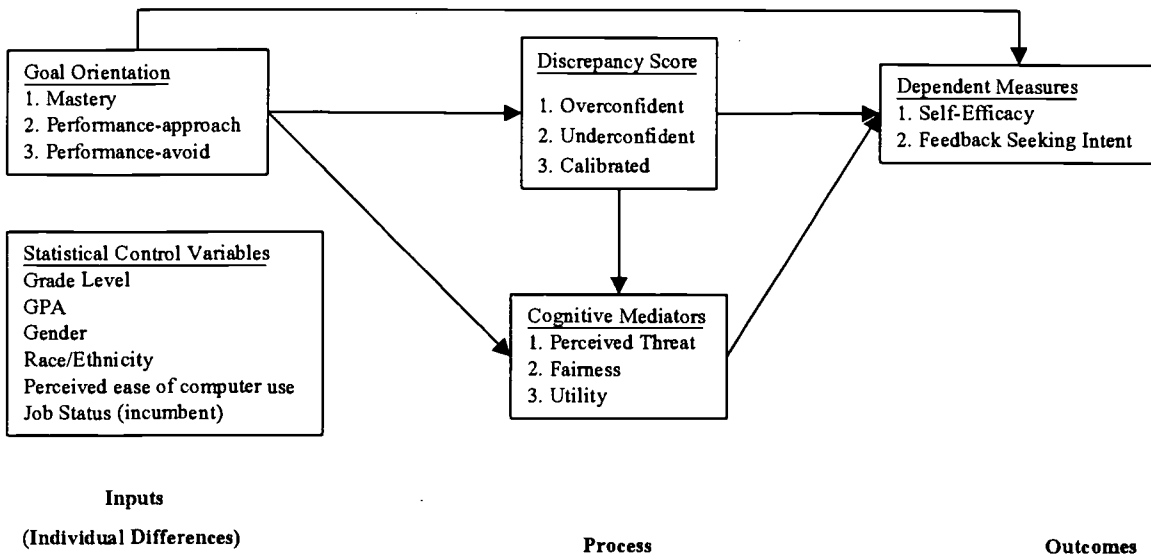 Goal Orientation
1. Mastery
2. Performance-approach
3. Performance-avoid
Discrepancy Score
1. Overconfident
2. Underconfident
3. Calibrated
Dependent Measures
1. Self-Efficacy
2. Feedback Seeking Intent
Statistical Control Variables
Grade Level
GPA
Gender
Race/Ethnicity
Perceived ease of computer use
Job Status (incumbent)
Cognitive Mediators
1. Perceived Threat
2. Fairness
3. Utility
Inputs
(Individual Differences)
Process
Outcomes